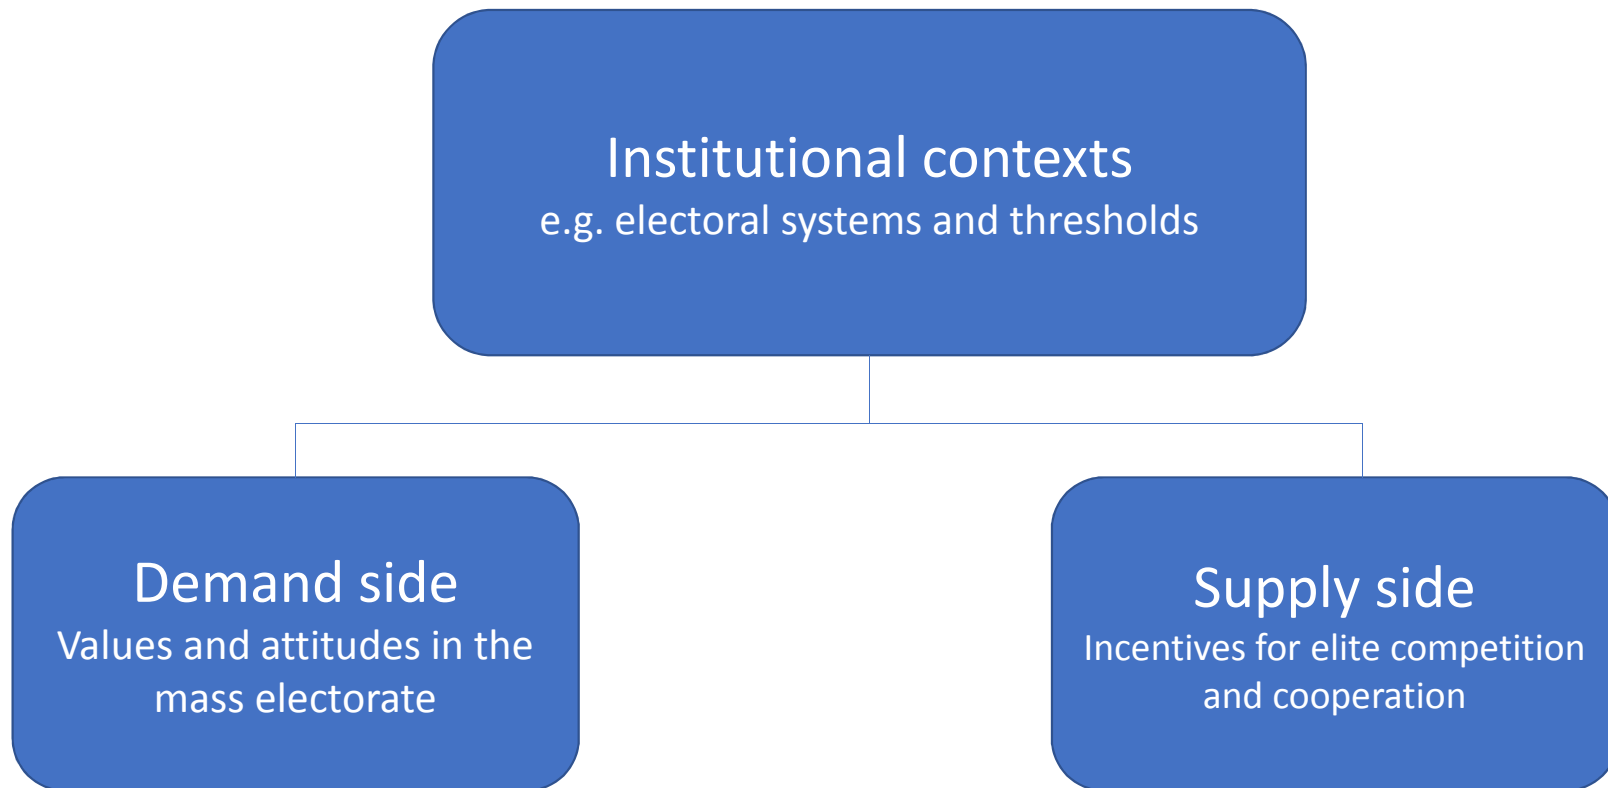 Institutional contexts
e.g. electoral systems and thresholds
Demand side
Values and attitudes in the
mass electorate
Supply side
Incentives for elite competition
and cooperation